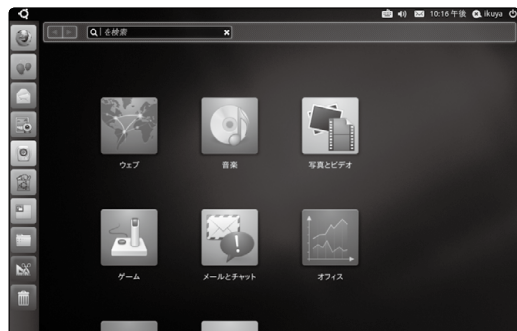 10:16 午後 ikuya
を検索
ウェブ 音楽 写真とビデオ
ゲーム メールとチャット オフィス